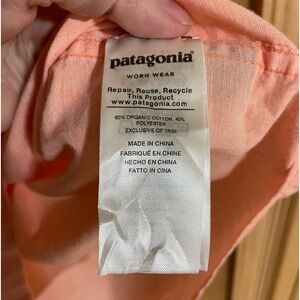 patagonia®
WORN WEAR
Repair, Reuse, Recycle
This Product
www.patagonia.com
60% ORGANIC COTTON, 40%
POLYESTER
EXCLUSIVE OF TRIM
MADE IN CHINA
FABRIQUÉ EN CHINE
HECHO EN CHINA
FATTO IN CINA